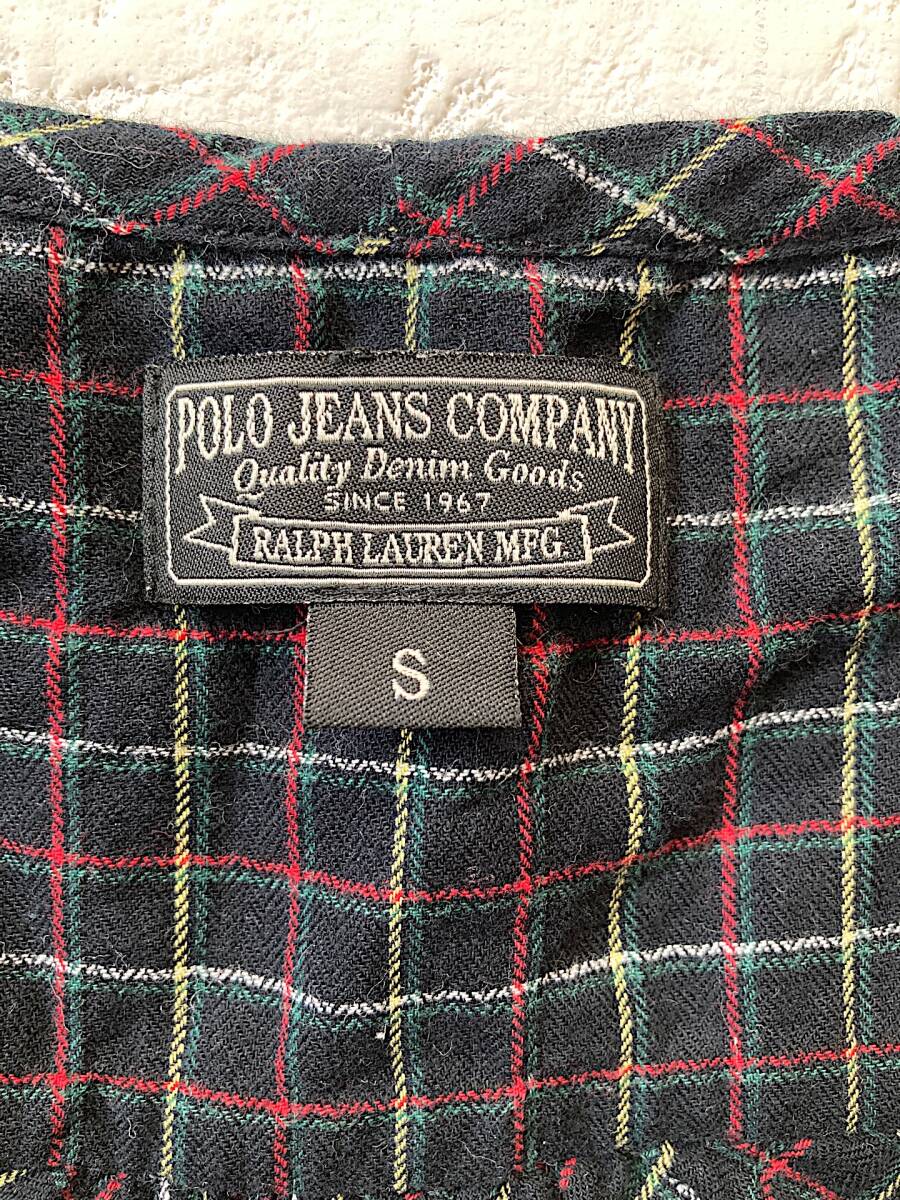 POLO JEANS COMPANY
Quality Denim Goods
SINCE 1967
RALPH LAUREN MFG.
S